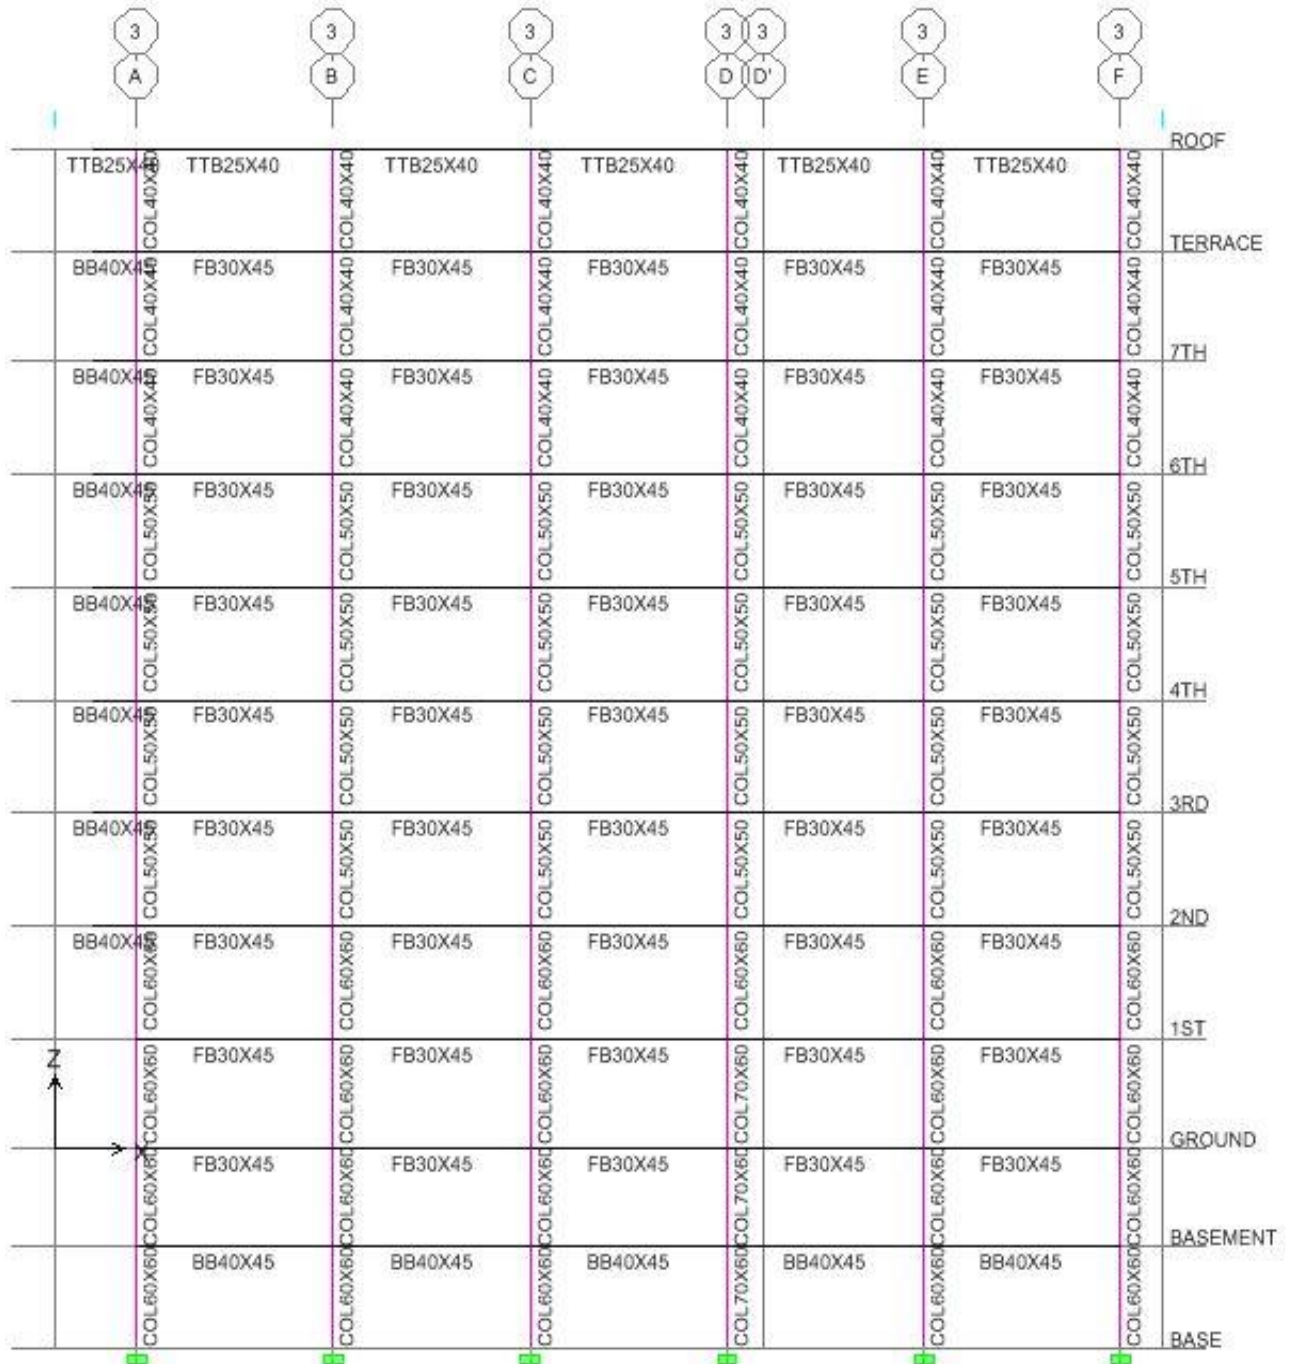 3 3 3 3 3 3 3
A B C D D' E F
ROOF
TTB25X40 TTB25X40 TTB25X40 TTB25X40 TTB25X40 TTB25X40
COL40X40 COL40X40 COL40X40 COL40X40 COL40X40 COL40X40
TERRACE
BB40X45 FB30X45 FB30X45 FB30X45 FB30X45 FB30X45
COL40X40 COL40X40 COL40X40 COL40X40 COL40X40 COL40X40
7TH
BB40X45 FB30X45 FB30X45 FB30X45 FB30X45 FB30X45
COL40X40 COL40X40 COL40X40 COL40X40 COL40X40 COL40X40
6TH
BB40X45 FB30X45 FB30X45 FB30X45 FB30X45 FB30X45
COL50X50 COL50X50 COL50X50 COL50X50 COL50X50 COL50X50
5TH
BB40X45 FB30X45 FB30X45 FB30X45 FB30X45 FB30X45
COL50X50 COL50X50 COL50X50 COL50X50 COL50X50 COL50X50
4TH
BB40X45 FB30X45 FB30X45 FB30X45 FB30X45 FB30X45
COL50X50 COL50X50 COL50X50 COL50X50 COL50X50 COL50X50
3RD
BB40X45 FB30X45 FB30X45 FB30X45 FB30X45 FB30X45
COL50X50 COL50X50 COL50X50 COL50X50 COL50X50 COL50X50
2ND
BB40X45 FB30X45 FB30X45 FB30X45 FB30X45 FB30X45
COL60X60 COL60X60 COL60X60 COL60X60 COL60X60 COL60X60
1ST
Z
FB30X45 FB30X45 FB30X45 FB30X45 FB30X45
COL60X60 COL60X60 COL60X60 COL70X60 COL60X60 COL60X60
GROUND
X
FB30X45 FB30X45 FB30X45 FB30X45 FB30X45
COL60X60 COL60X60 COL60X60 COL70X60 COL60X60 COL60X60
BASEMENT
BB40X45 BB40X45 BB40X45 BB40X45 BB40X45
COL60X60 COL60X60 COL60X60 COL70X60 COL60X60 COL60X60
BASE